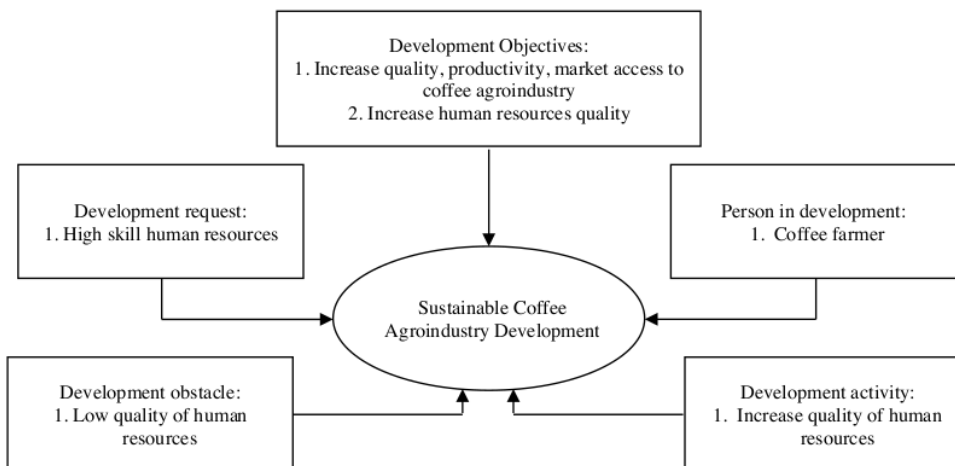 Development Objectives:
1. Increase quality, productivity, market access to
coffee agroindustry
2. Increase human resources quality
Development request:
1. High skill human resources
Person in development:
1. Coffee farmer
Sustainable Coffee
Agroindustry Development
Development obstacle:
1. Low quality of human
resources
Development activity:
1. Increase quality of human
resources